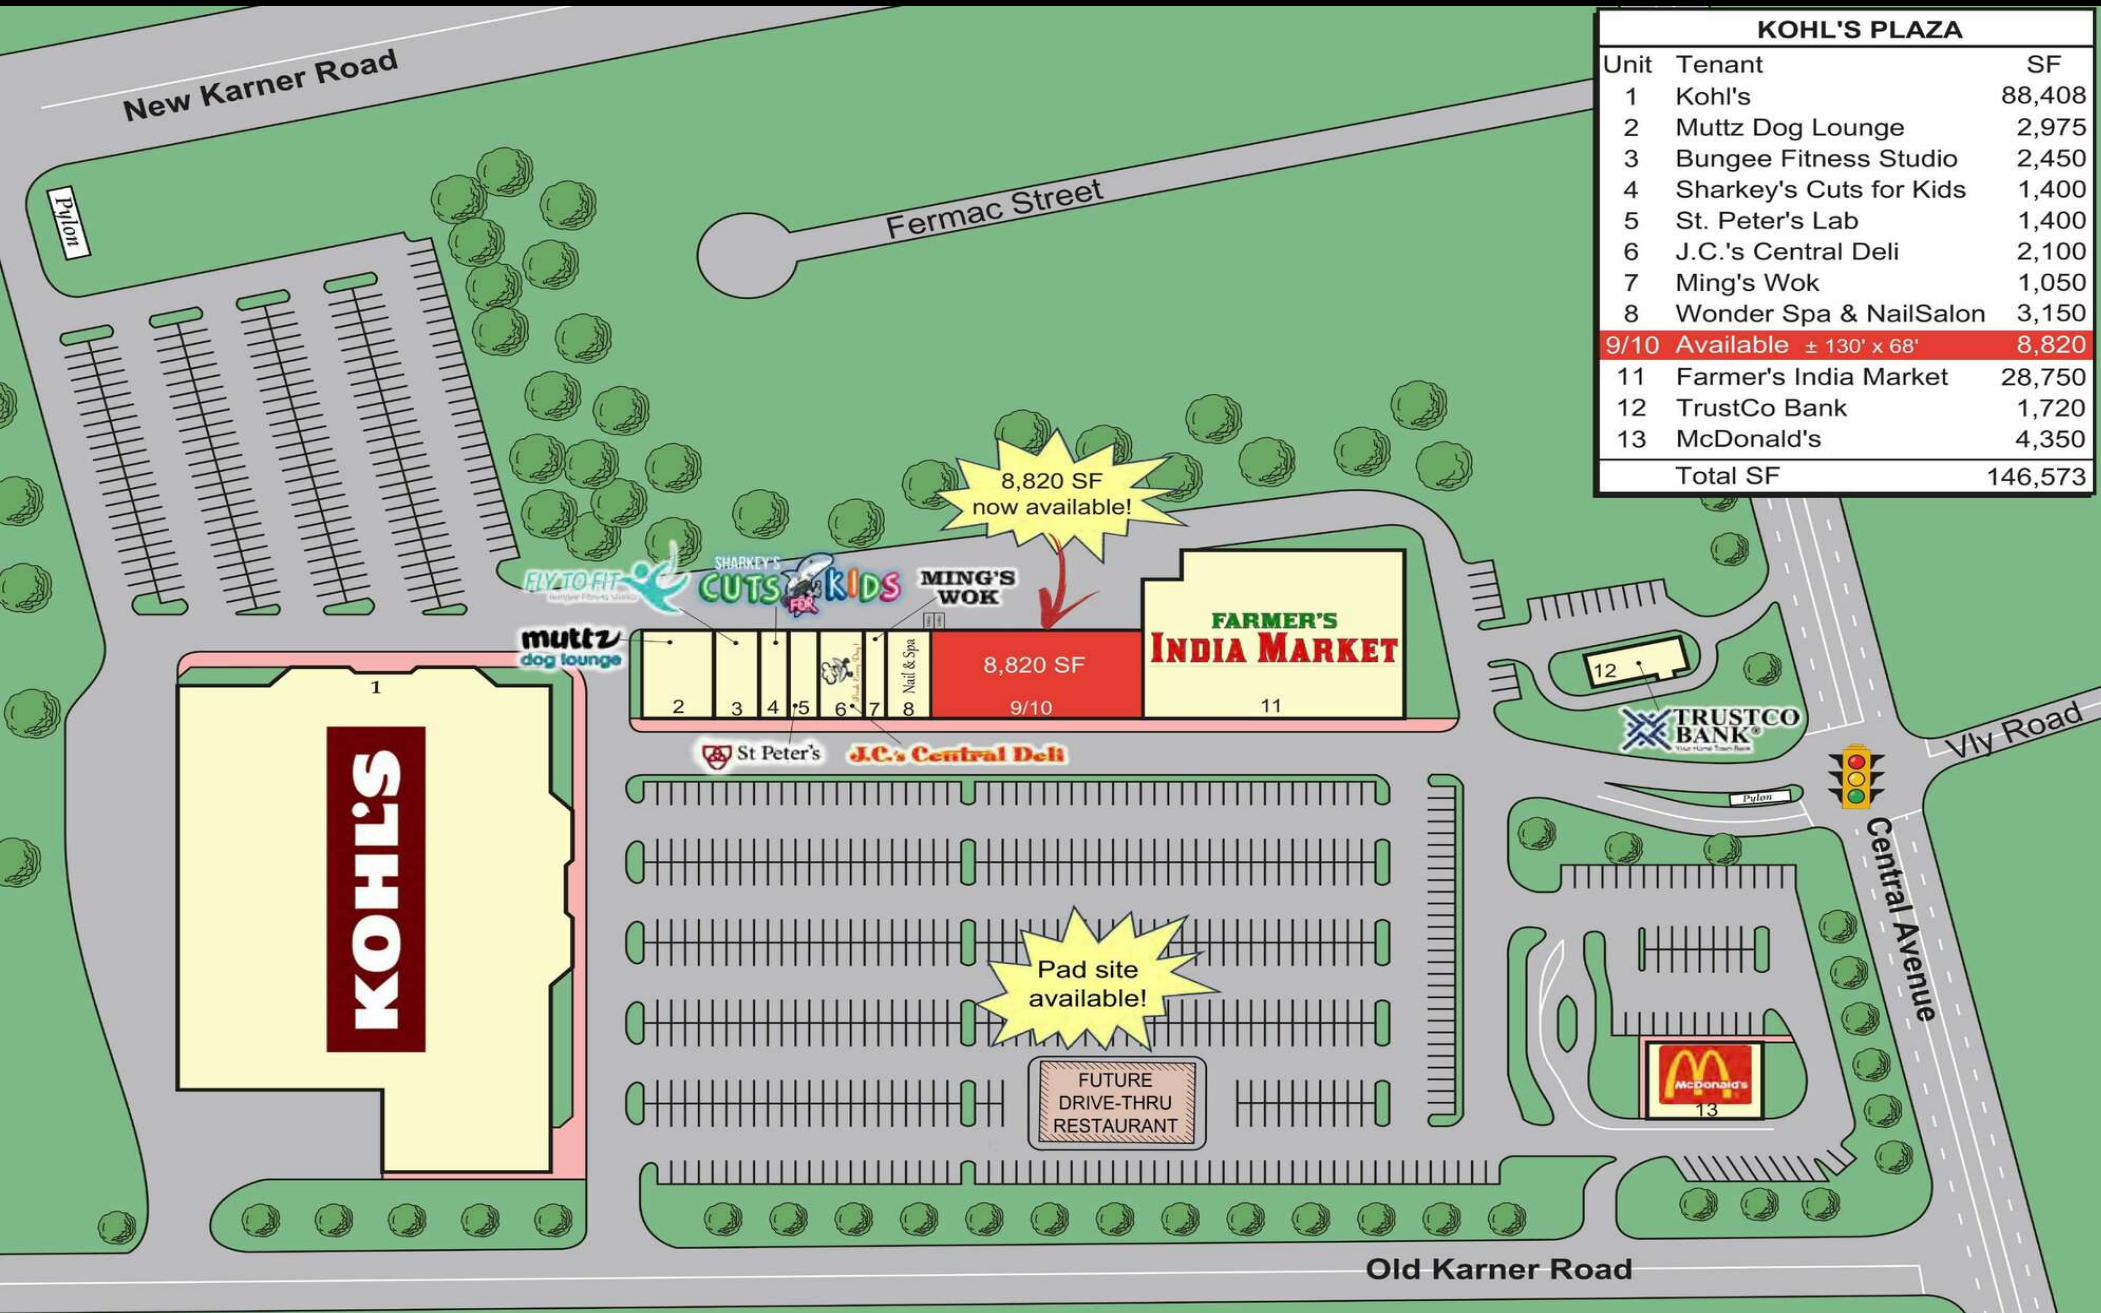 KOHL'S PLAZA
Unit Tenant SF
1 Kohl's 88,408
2 Muttz Dog Lounge 2,975
3 Bungee Fitness Studio 2,450
4 Sharkey's Cuts for Kids 1,400
5 St. Peter's Lab 1,400
6 J.C.'s Central Deli 2,100
7 Ming's Wok 1,050
8 Wonder Spa & NailSalon 3,150
9/10 Available ± 130' x 68' 8,820
11 Farmer's India Market 28,750
12 TrustCo Bank 1,720
13 McDonald's 4,350
Total SF 146,573
New Karner Road
Pylon
Fermac Street
8,820 SF
now available!
FLY TO FIT
SHARKEY'S
CUTS FOR KIDS
MING'S
WOK
muttz
dog lounge
1
KOHL'S
2
3
4
5
6
7
Nail & Spa
8
8,820 SF
9/10
FARMER'S
INDIA MARKET
11
St Peter's
J.C.'s Central Deli
12
TRUSTCO
BANK®
Your Home Town Bank
Vly Road
Pylon
Central Avenue
Pad site
available!
FUTURE
DRIVE-THRU
RESTAURANT
McDonald's
13
Old Karner Road